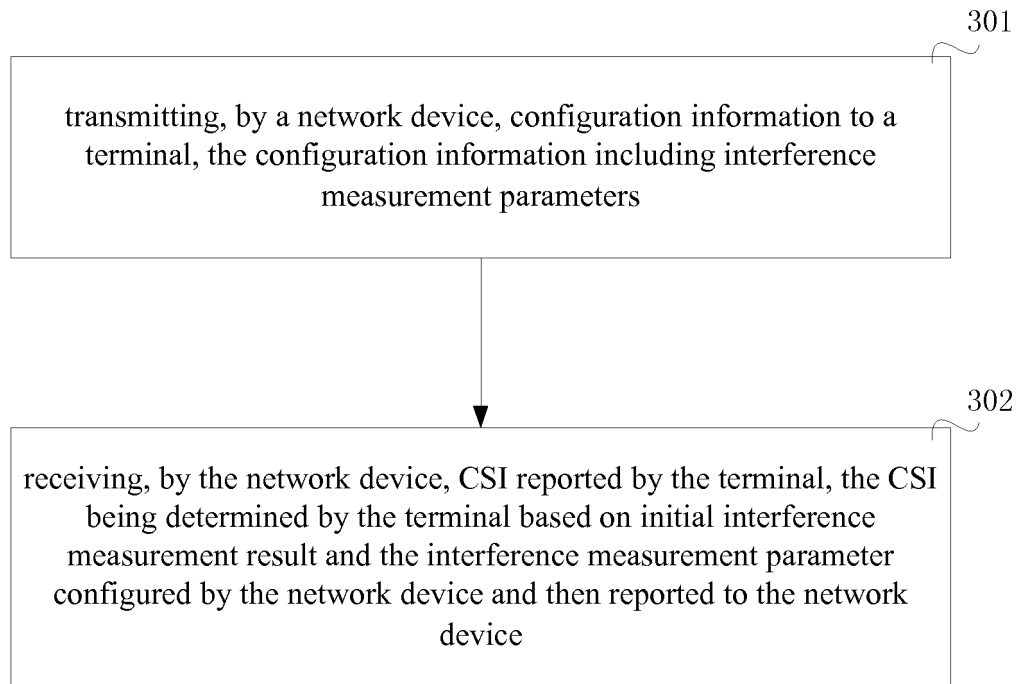 301
transmitting, by a network device, configuration information to a
terminal, the configuration information including interference
measurement parameters
302
receiving, by the network device, CSI reported by the terminal, the CSI
being determined by the terminal based on initial interference
measurement result and the interference measurement parameter
configured by the network device and then reported to the network
device